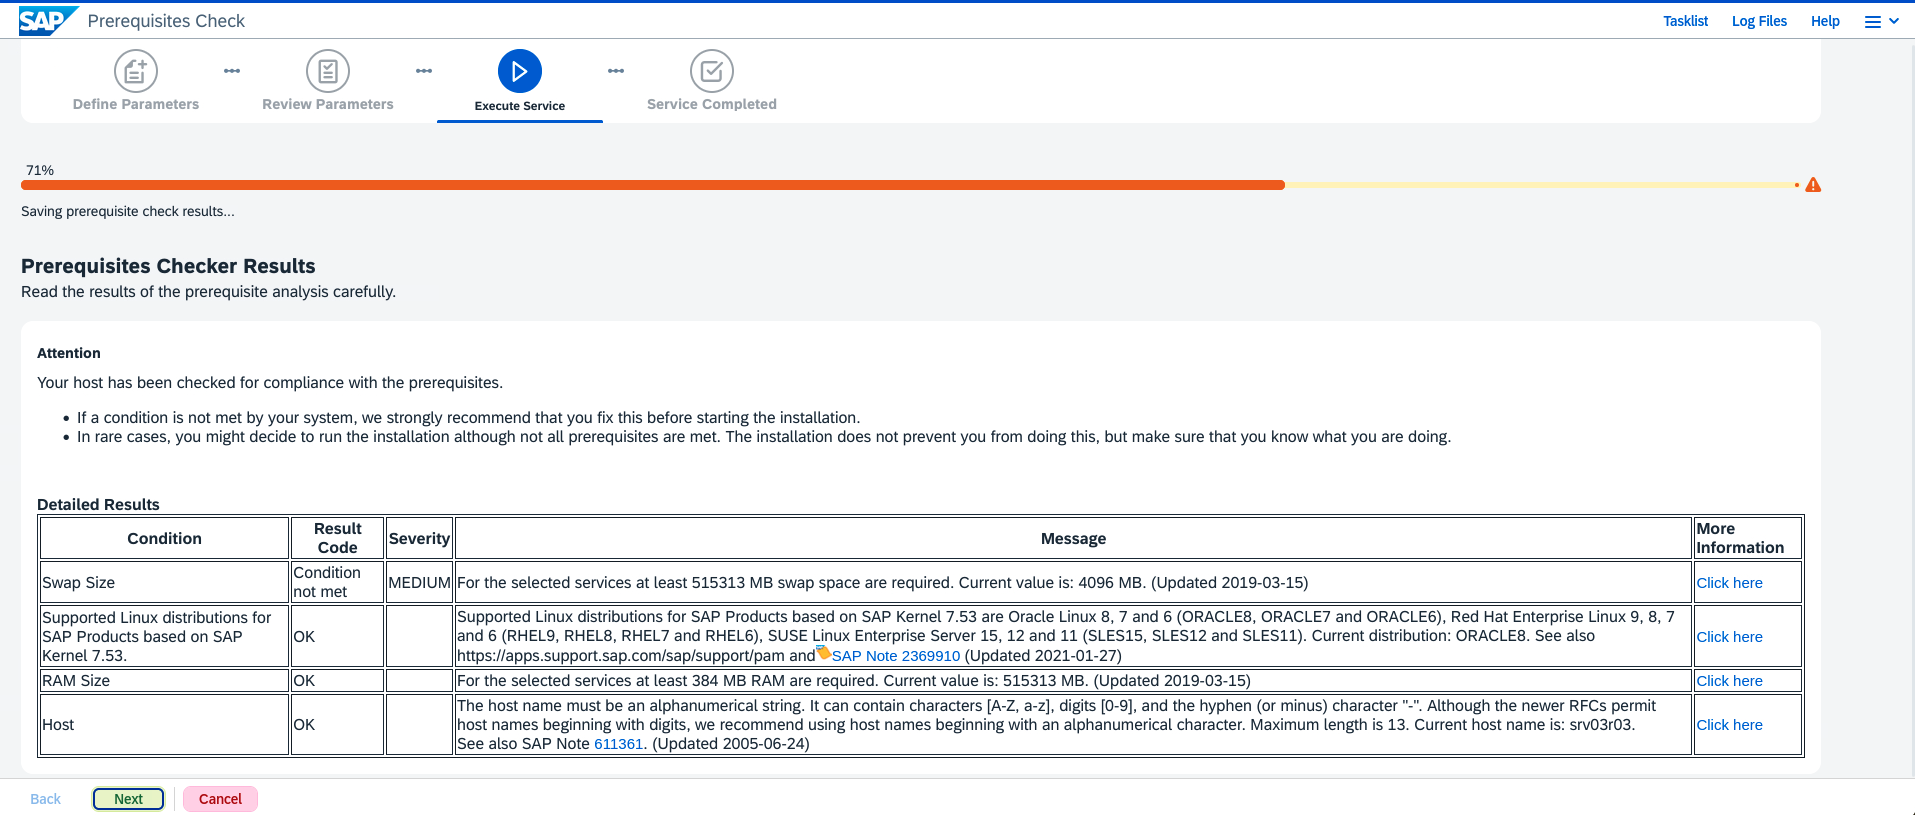 SAP Prerequisites Check Tasklist Log Files Help
Define Parameters Review Parameters Execute Service Service Completed
71%
Saving prerequisite check results...
Prerequisites Checker Results
Read the results of the prerequisite analysis carefully.
Attention
Your host has been checked for compliance with the prerequisites.
• If a condition is not met by your system, we strongly recommend that you fix this before starting the installation.
• In rare cases, you might decide to run the installation although not all prerequisites are met. The installation does not prevent you from doing this, but make sure that you know what you are doing.
Detailed Results
Condition
Result
Code
Severity
Message
More
Information
Swap Size
Condition
not met
MEDIUM
For the selected services at least 515313 MB swap space are required. Current value is: 4096 MB. (Updated 2019-03-15)
Click here
Supported Linux distributions for
SAP Products based on SAP
Kernel 7.53.
OK
Supported Linux distributions for SAP Products based on SAP Kernel 7.53 are Oracle Linux 8, 7 and 6 (ORACLE8, ORACLE7 and ORACLE6), Red Hat Enterprise Linux 9, 8, 7
and 6 (RHEL9, RHEL8, RHEL7 and RHEL6), SUSE Linux Enterprise Server 15, 12 and 11 (SLES15, SLES12 and SLES11). Current distribution: ORACLE8. See also
https://apps.support.sap.com/sap/support/pam and SAP Note 2369910 (Updated 2021-01-27)
Click here
RAM Size
OK
For the selected services at least 384 MB RAM are required. Current value is: 515313 MB. (Updated 2019-03-15)
Click here
Host
OK
The host name must be an alphanumerical string. It can contain characters [A-Z, a-z], digits [0-9], and the hyphen (or minus) character "-". Although the newer RFCs permit
host names beginning with digits, we recommend using host names beginning with an alphanumerical character. Maximum length is 13. Current host name is: srv03r03.
See also SAP Note 611361. (Updated 2005-06-24)
Click here
Back Next Cancel